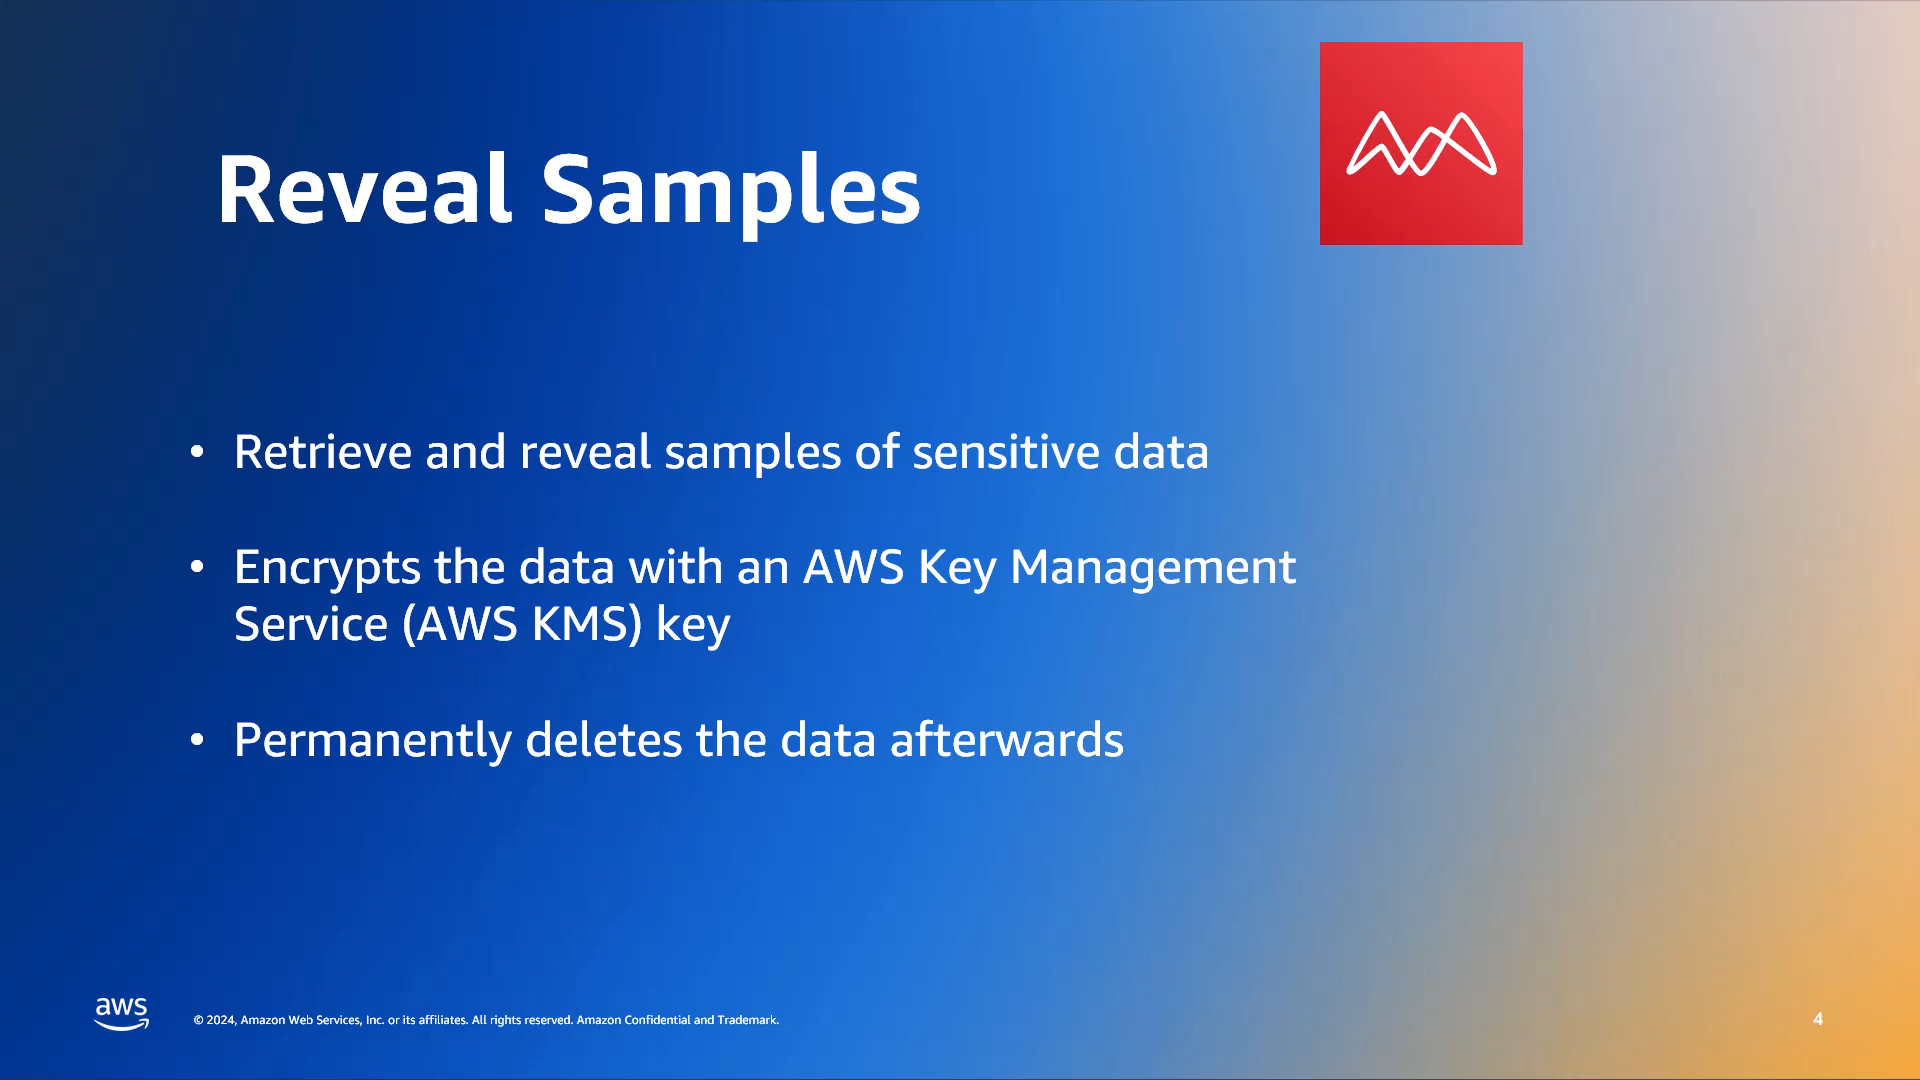 Reveal Samples
• Retrieve and reveal samples of sensitive data
• Encrypts the data with an AWS Key Management
Service (AWS KMS) key
• Permanently deletes the data afterwards
aws
© 2024, Amazon Web Services, Inc. or its affiliates. All rights reserved. Amazon Confidential and Trademark.
4